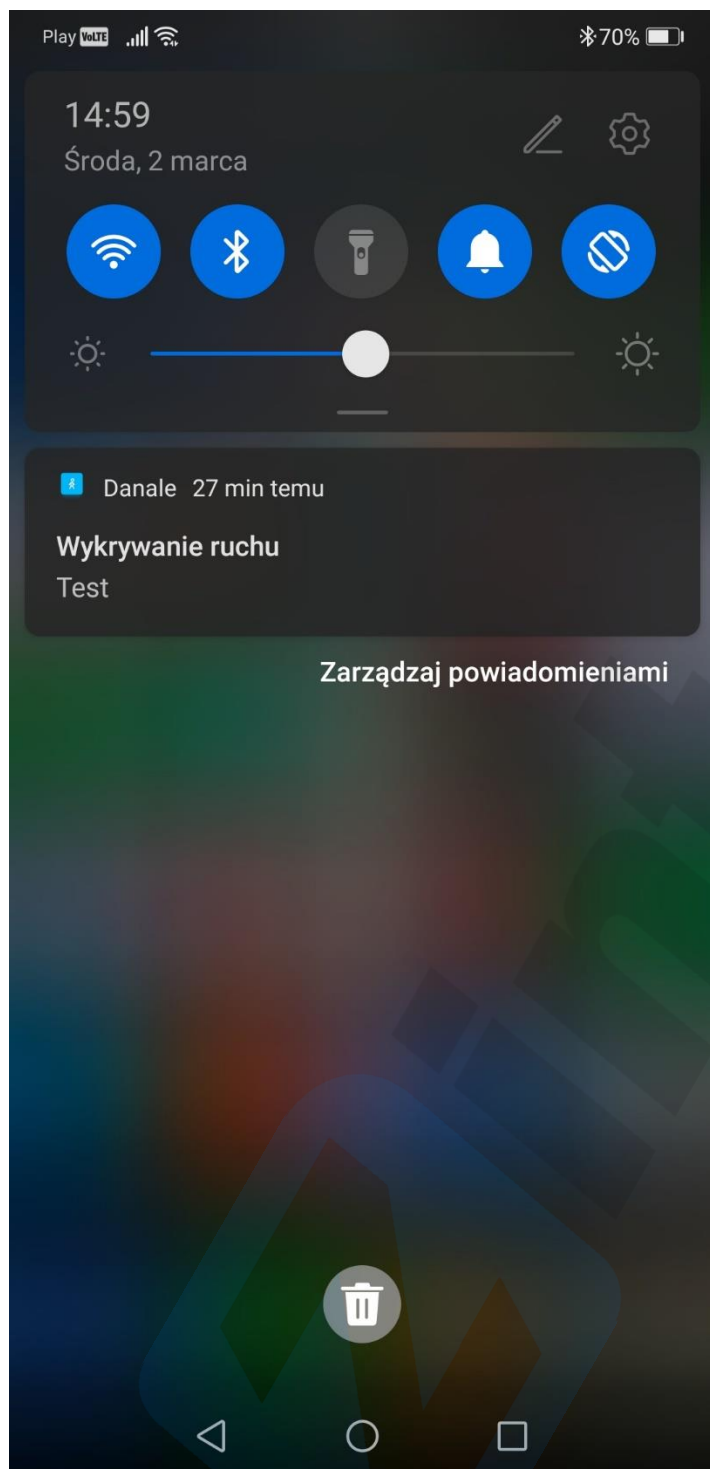 Play VoLTE 70%
14:59
Środa, 2 marca
Danale 27 min temu
Wykrywanie ruchu
Test
Zarządzaj powiadomieniami